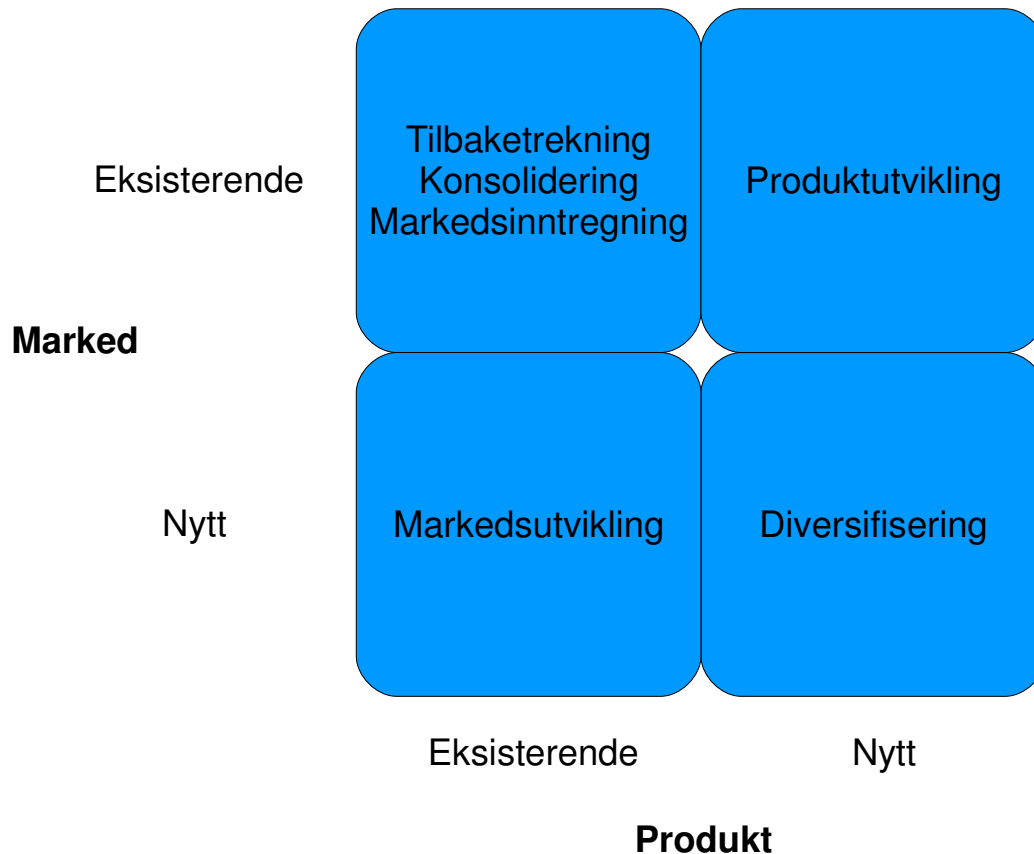 Tilbaketrekning
Konsolidering
Markedsinntregning
Eksisterende
Produktutvikling
Marked
Nytt
Markedsutvikling
Diversifisering
Eksisterende
Nytt
Produkt